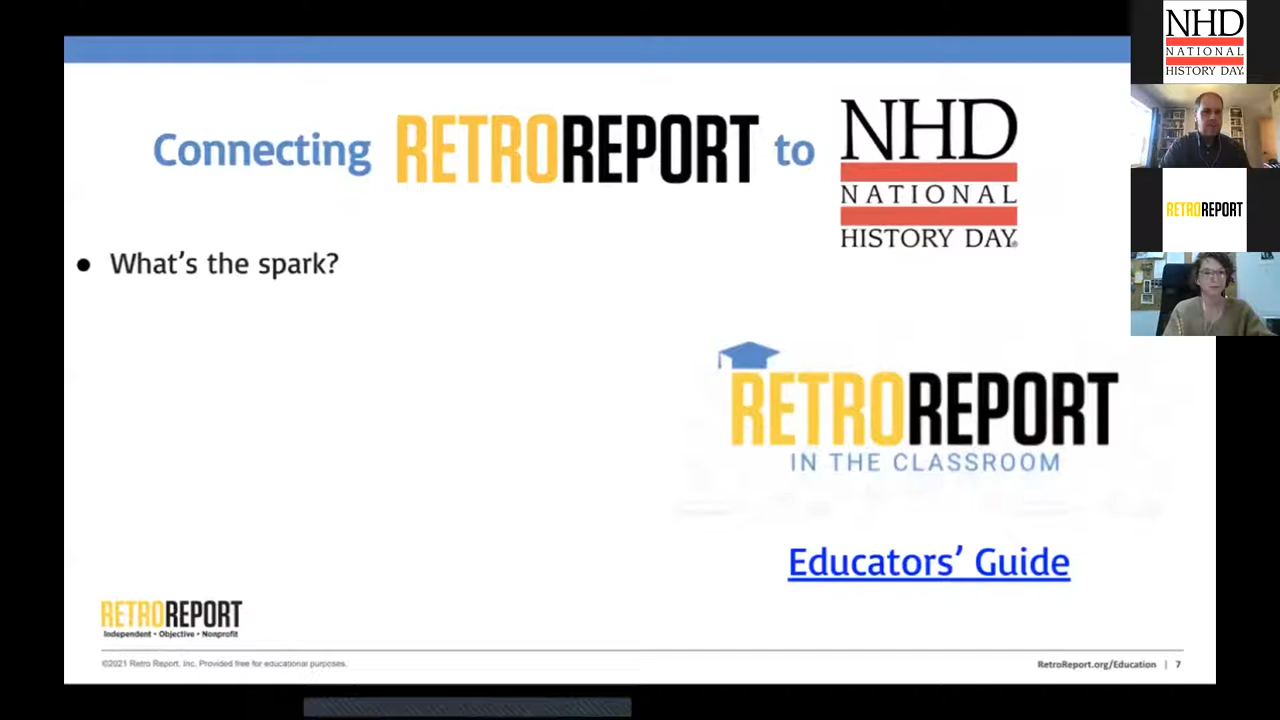 Connecting RETROREPORT to
NHD
NATIONAL
HISTORY DAY®
● What's the spark?
RETROREPORT
IN THE CLASSROOM
Educators' Guide
RETROREPORT
Independent • Objective • Nonprofit
©2021 Retro Report, Inc. Provided free for educational purposes.
RetroReport.org/Education | 7
NHD
NATIONAL
HISTORY DAY®
RETROREPORT